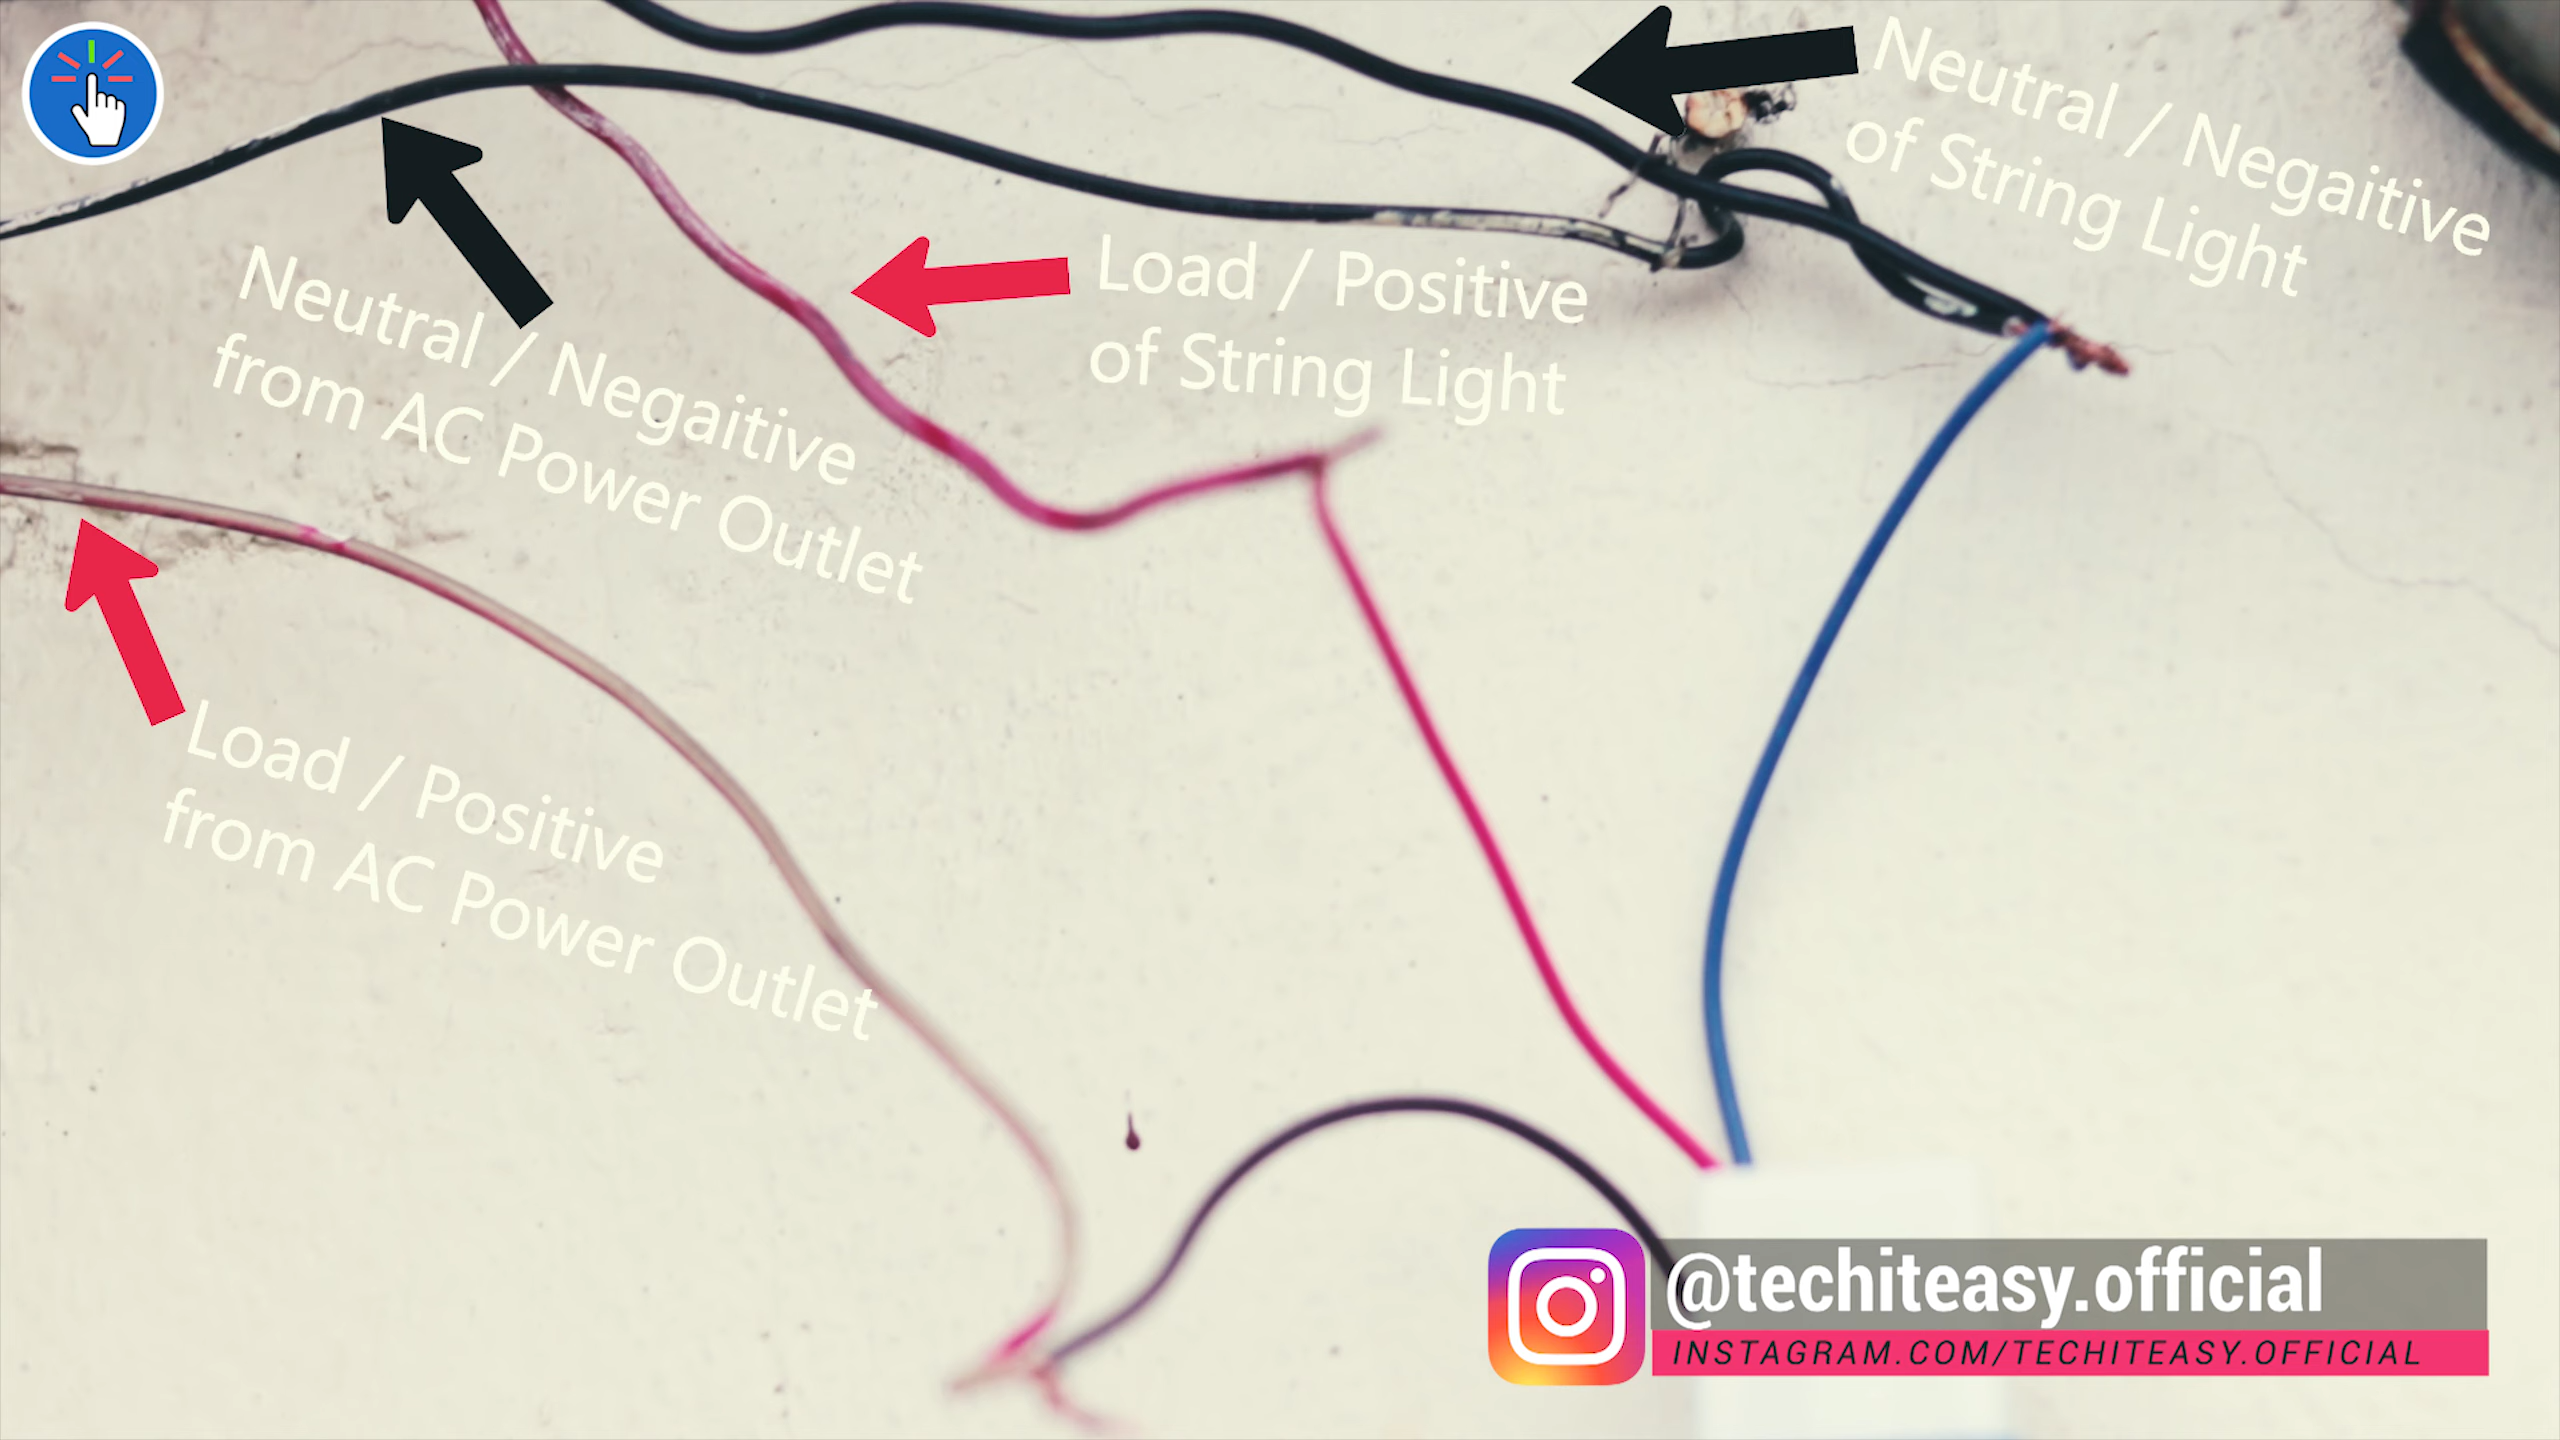 Neutral / Negaitive
of String Light
Load / Positive
of String Light
Neutral / Negaitive
from AC Power Outlet
Load / Positive
from AC Power Outlet
@techiteasy.official
INSTAGRAM.COM/TECHITEASY.OFFICIAL